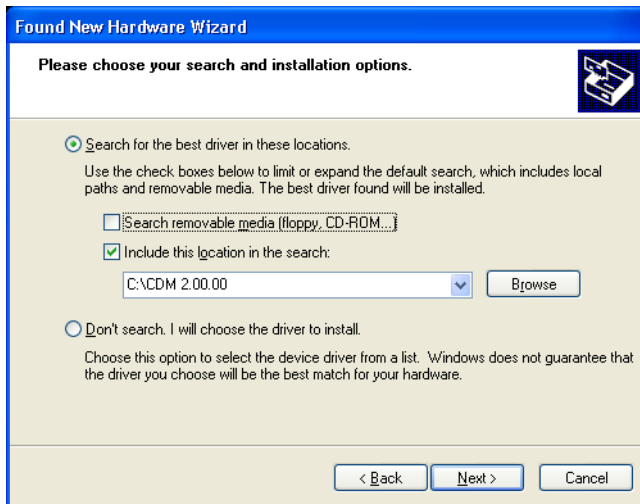 Found New Hardware Wizard
Please choose your search and installation options.
Search for the best driver in these locations.
Use the check boxes below to limit or expand the default search, which includes local
paths and removable media. The best driver found will be installed.
Search removable media (floppy, CD-ROM...)
Include this location in the search:
C:\CDM 2.00.00
Browse
Don't search. I will choose the driver to install.
Choose this option to select the device driver from a list. Windows does not guarantee that
the driver you choose will be the best match for your hardware.
< Back Next > Cancel